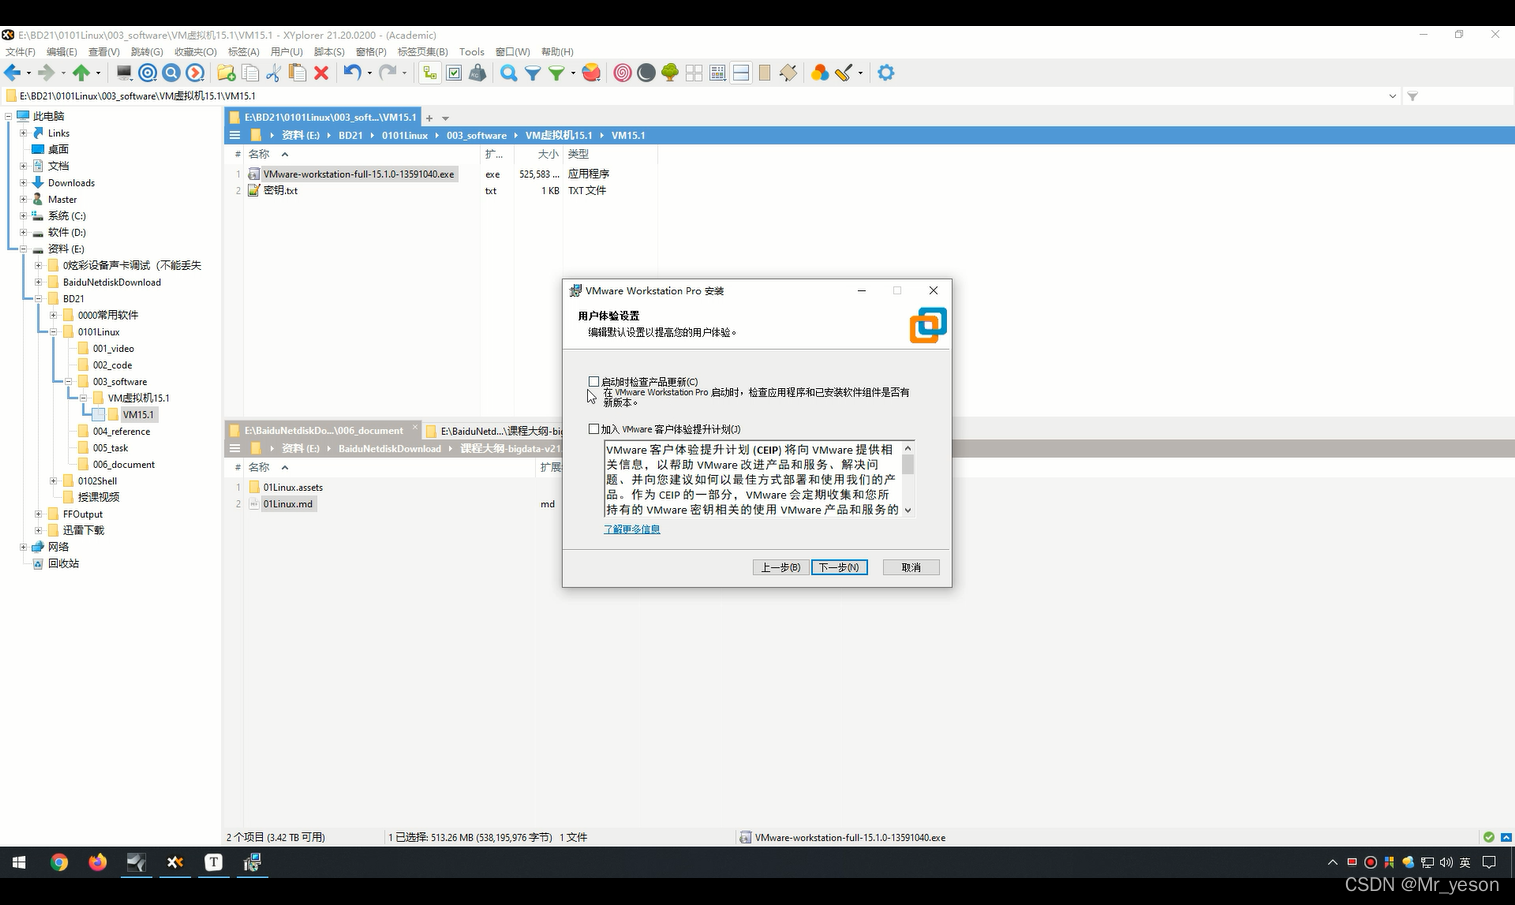 E:\BD21\0101Linux\003_software\VM虚拟机15.1\VM15.1 - XYplorer 21.20.0200 - (Academic)
文件(F) 编辑(E) 查看(V) 跳转(G) 收藏夹(O) 标签(A) 用户(U) 脚本(S) 窗格(P) 标签页集(B) Tools 窗口(W) 帮助(H)
E:\BD21\0101Linux\003_software\VM虚拟机15.1\VM15.1
此电脑
Links
桌面
文档
Downloads
Master
系统 (C:)
软件 (D:)
资料 (E:)
0炫彩设备声卡调试（不能丢失
BaiduNetdiskDownload
BD21
0000常用软件
0101Linux
001_video
002_code
003_software
VM虚拟机15.1
VM15.1
004_reference
005_task
006_document
0102Shell
授课视频
FFOutput
迅雷下载
网络
回收站
E:\BD21\0101Linux\003_soft...\VM15.1
资料 (E:) BD21 0101Linux 003_software VM虚拟机15.1 VM15.1
# 名称 扩... 大小 类型
1 VMware-workstation-full-15.1.0-13591040.exe exe 525,583 ... 应用程序
2 密钥.txt txt 1 KB TXT 文件
E:\BaiduNetdiskDo...\006_document E:\BaiduNetd...\课程大纲-big
资料 (E:) BaiduNetdiskDownload 课程大纲-bigdata-v21
# 名称 扩展
1 01Linux.assets
2 01Linux.md md
VMware Workstation Pro 安装
用户体验设置
编辑默认设置以提高您的用户体验。
启动时检查产品更新(C)
在 VMware Workstation Pro 启动时，检查应用程序和已安装软件组件是否有
新版本。
加入 VMware 客户体验提升计划(J)
VMware 客户体验提升计划 (CEIP) 将向 VMware 提供相
关信息，以帮助 VMware 改进产品和服务、解决问
题、并向您建议如何以最佳方式部署和使用我们的产
品。作为 CEIP 的一部分，VMware 会定期收集和您所
持有的 VMware 密钥相关的使用 VMware 产品和服务的
了解更多信息
上一步(B) 下一步(N) 取消
2 个项目 (3.42 TB 可用) 1 已选择: 513.26 MB (538,195,976 字节) 1 文件 VMware-workstation-full-15.1.0-13591040.exe
T
英
CSDN @Mr_yeson